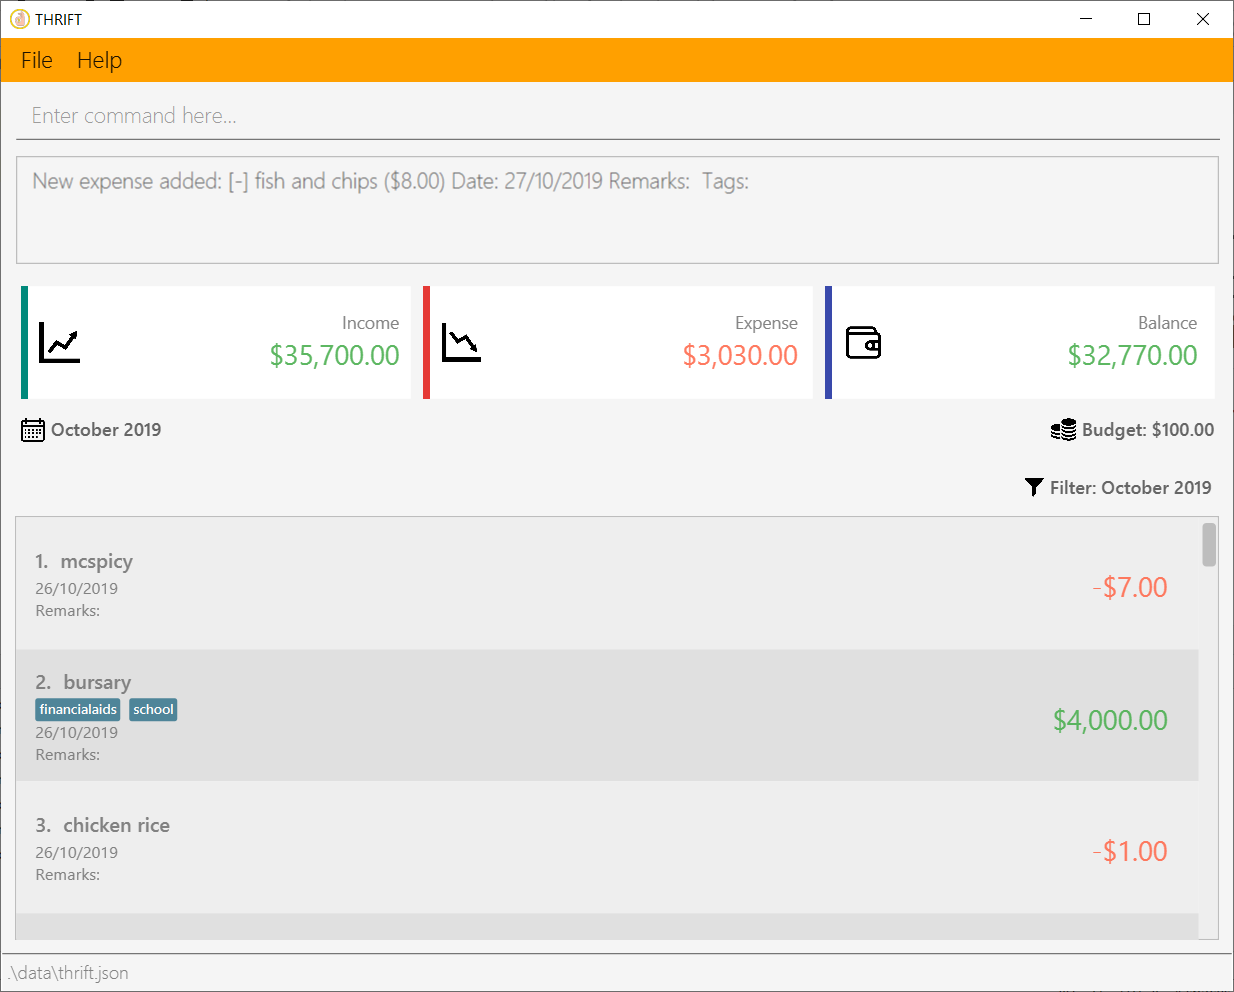 THRIFT
File Help
Enter command here...
New expense added: [-] fish and chips ($8.00) Date: 27/10/2019 Remarks:  Tags:
Income
$35,700.00
Expense
$3,030.00
Balance
$32,770.00
October 2019
Budget: $100.00
Filter: October 2019
1. mcspicy
26/10/2019
Remarks:
-$7.00
2. bursary
financialaids school
26/10/2019
Remarks:
$4,000.00
3. chicken rice
26/10/2019
Remarks:
-$1.00
.\data\thrift.json